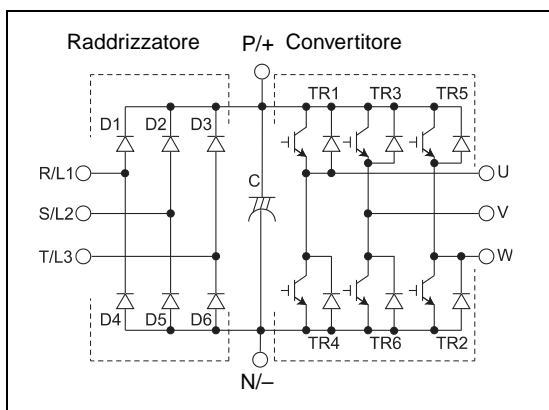 Raddrizzatore P/+ Convertitore
TR1 TR3 TR5
D1 D2 D3
R/L1
C
U
S/L2
V
T/L3
W
D4 D5 D6
TR4 TR6 TR2
N/–